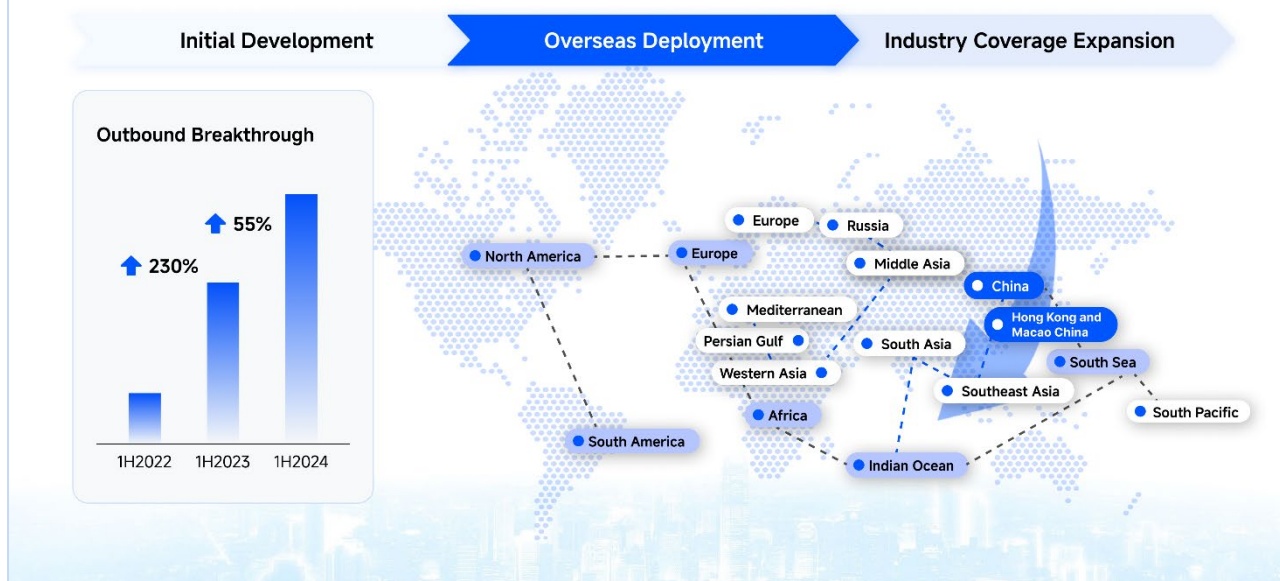 Initial Development
Overseas Deployment
Industry Coverage Expansion
Outbound Breakthrough
55%
230%
1H2022
1H2023
1H2024
Europe
Russia
North America
Europe
Middle Asia
China
Mediterranean
Hong Kong and
Macao China
Persian Gulf
South Asia
South Sea
Western Asia
Southeast Asia
Africa
South Pacific
South America
Indian Ocean